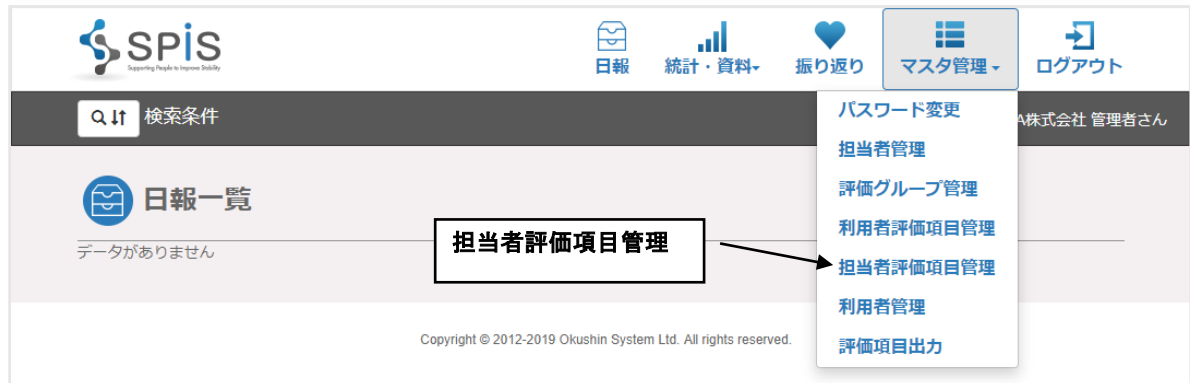 SPiS
Supporting People to Improve Stability
日報
統計・資料
振り返り
マスタ管理
ログアウト
検索条件
A株式会社 管理者さん
パスワード変更
担当者管理
評価グループ管理
利用者評価項目管理
担当者評価項目管理
利用者管理
評価項目出力
日報一覧
データがありません
担当者評価項目管理
Copyright © 2012-2019 Okushin System Ltd. All rights reserved.